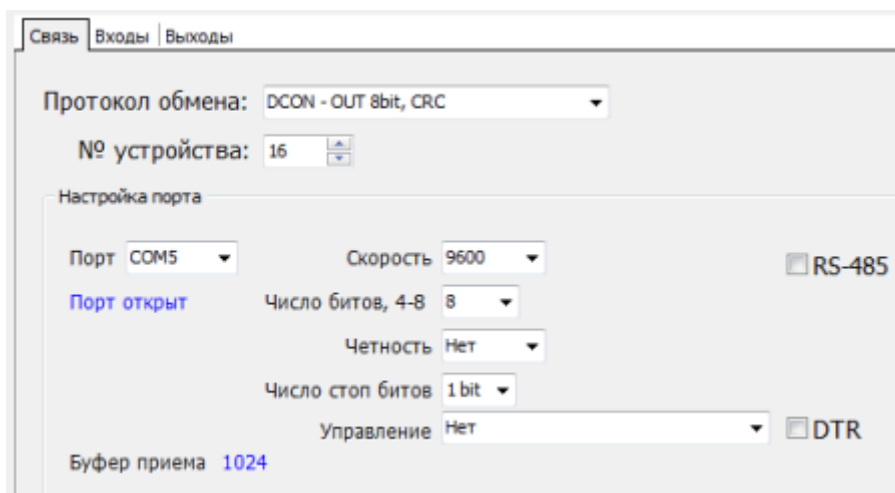 Связь Входы Выходы
Протокол обмена: DCON - OUT 8bit, CRC
№ устройства: 16
Настройка порта
Порт COM5 Скорость 9600 RS-485
Порт открыт Число битов, 4-8 8
Четность Нет
Число стоп битов 1 bit
Управление Нет DTR
Буфер приема 1024